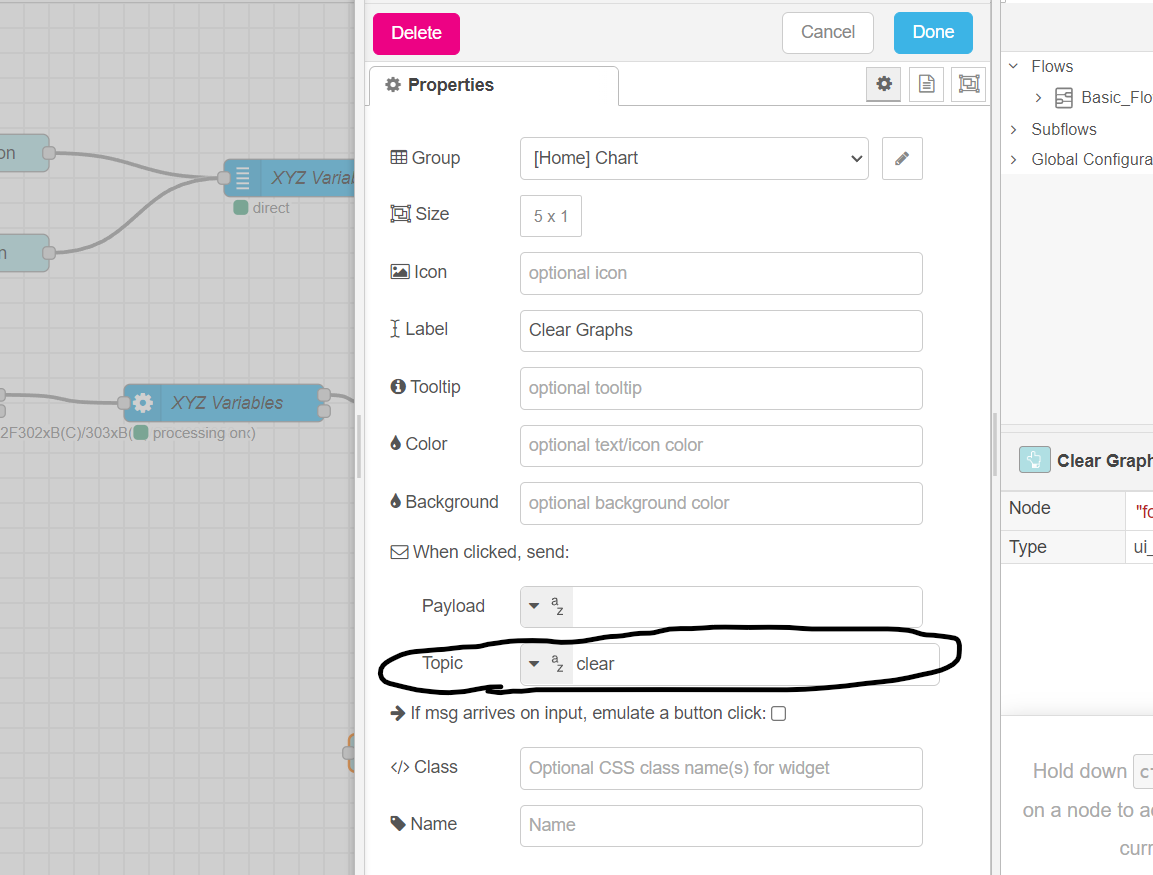 Delete
Cancel
Done
Properties
Flows
Basic_Flo
Subflows
Global Configura
on
XYZ Varia
direct
n
Group
[Home] Chart
Size
5 x 1
Icon
optional icon
Label
Clear Graphs
Tooltip
optional tooltip
XYZ Variables
2F302xB(C)/303xB(
processing on
Color
optional text/icon color
Clear Graph
Background
optional background color
Node
"fo
Type
ui_
When clicked, send:
Payload
a
z
Topic
a
z
clear
If msg arrives on input, emulate a button click:
</> Class
Optional CSS class name(s) for widget
Name
Name
Hold down
on a node to a
curr